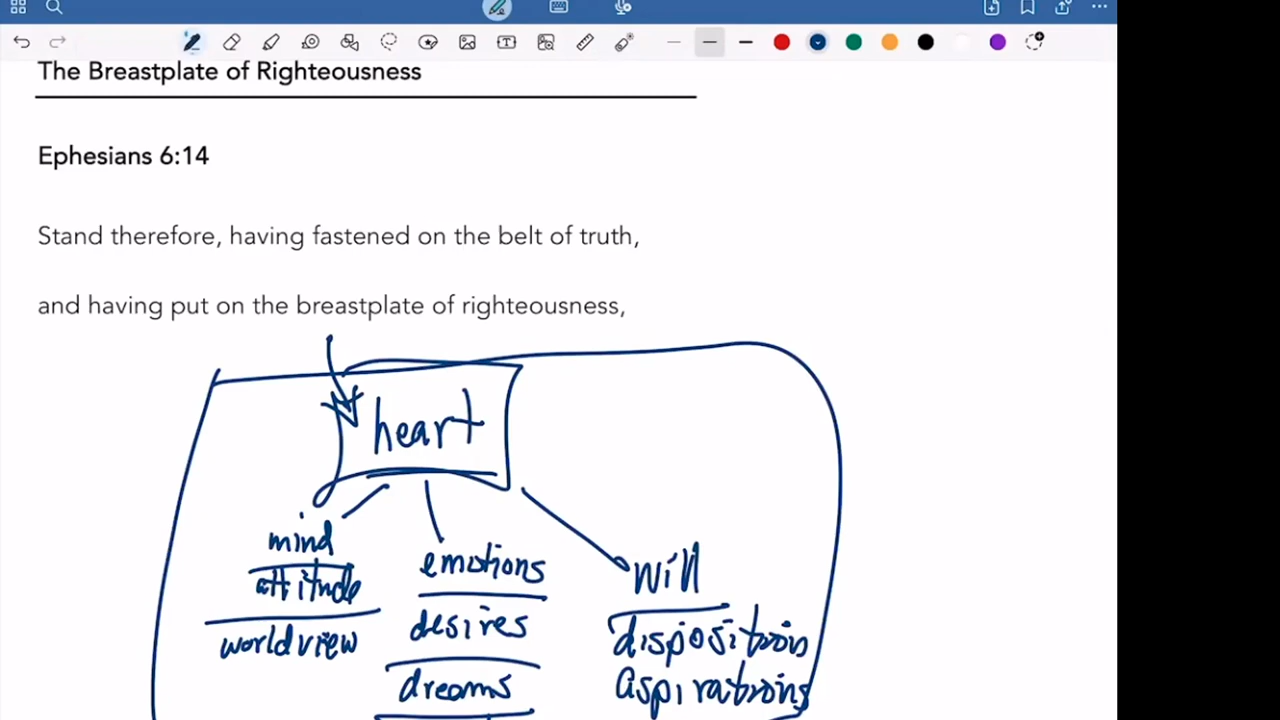 The Breastplate of Righteousness
Ephesians 6:14
Stand therefore, having fastened on the belt of truth,
and having put on the breastplate of righteousness,
heart
mind
attitude
worldview
emotions
desires
dreams
will
disposition
aspirations